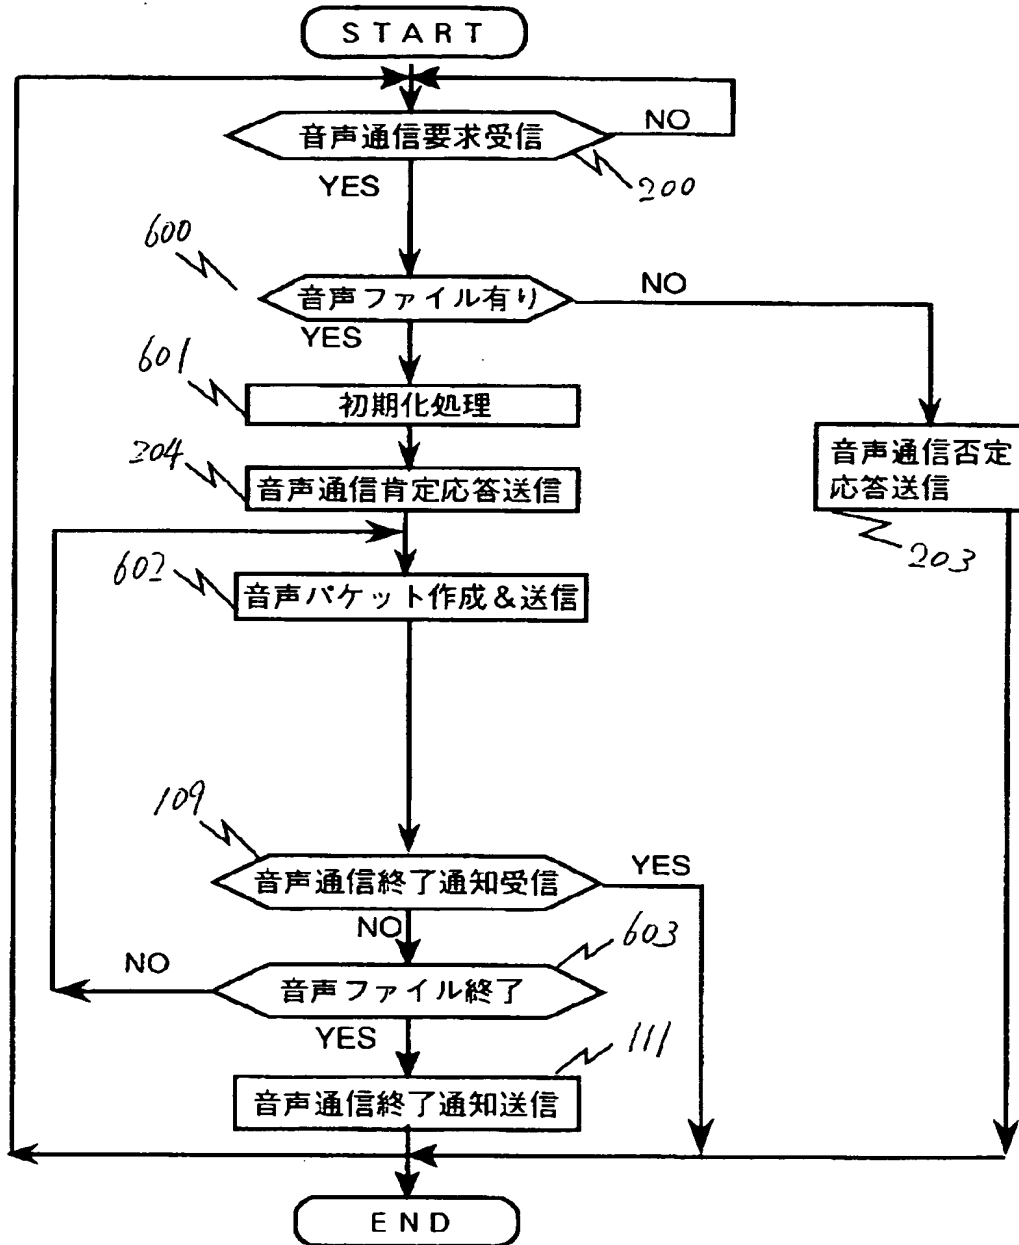 START
音声通信要求受信
NO
YES
200
600
音声ファイル有り
NO
YES
601
初期化処理
204
音声通信肯定応答送信
音声通信否定
応答送信
203
602
音声パケット作成&送信
109
音声通信終了通知受信
YES
NO
603
NO
音声ファイル終了
YES
111
音声通信終了通知送信
END